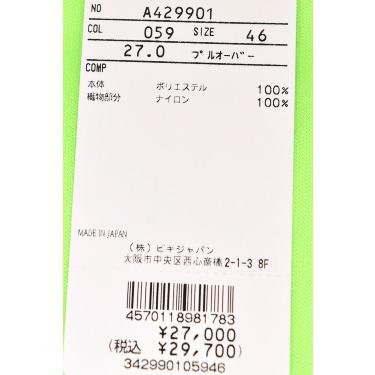 NO A429901
COL 059 SIZE 46
27.0 プルオーバー
COMP
本体 ポリエステル 100%
織物部分 ナイロン 100%
MADE IN JAPAN
(株) ピキジャパン
大阪市中央区西心斎橋2-1-3 8F
4570118981783
¥27,000
(税込 ¥29,700)
342990105946